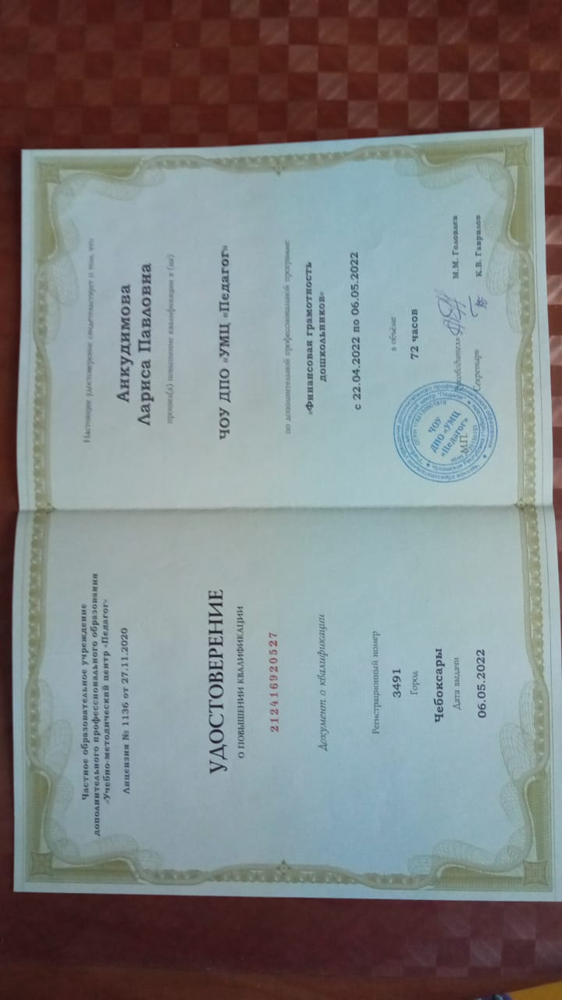 Частное образовательное учреждение
дополнительного профессионального образования
«Учебно-методический центр «Педагог»
Лицензия № 1136 от 27.11.2020
УДОСТОВЕРЕНИЕ
О ПОВЫШЕНИИ КВАЛИФИКАЦИИ
212416920527
Документ о квалификации
Регистрационный номер
3491
Город
Чебоксары
Дата выдачи
06.05.2022
Настоящее удостоверение свидетельствует о том, что
Анкудимова
Лариса Павловна
прошел(а) повышение квалификации в (на)
ЧОУ ДПО «УМЦ «Педагог»
по дополнительной профессиональной программе
«Финансовая грамотность
дошкольников»
с 22.04.2022 по 06.05.2022
в объёме
72 часов
Руководитель М.М. Головлев
Секретарь К.В. Гаврилов
М.П.
ЧОУ
ДПО «УМЦ
«Педагог»